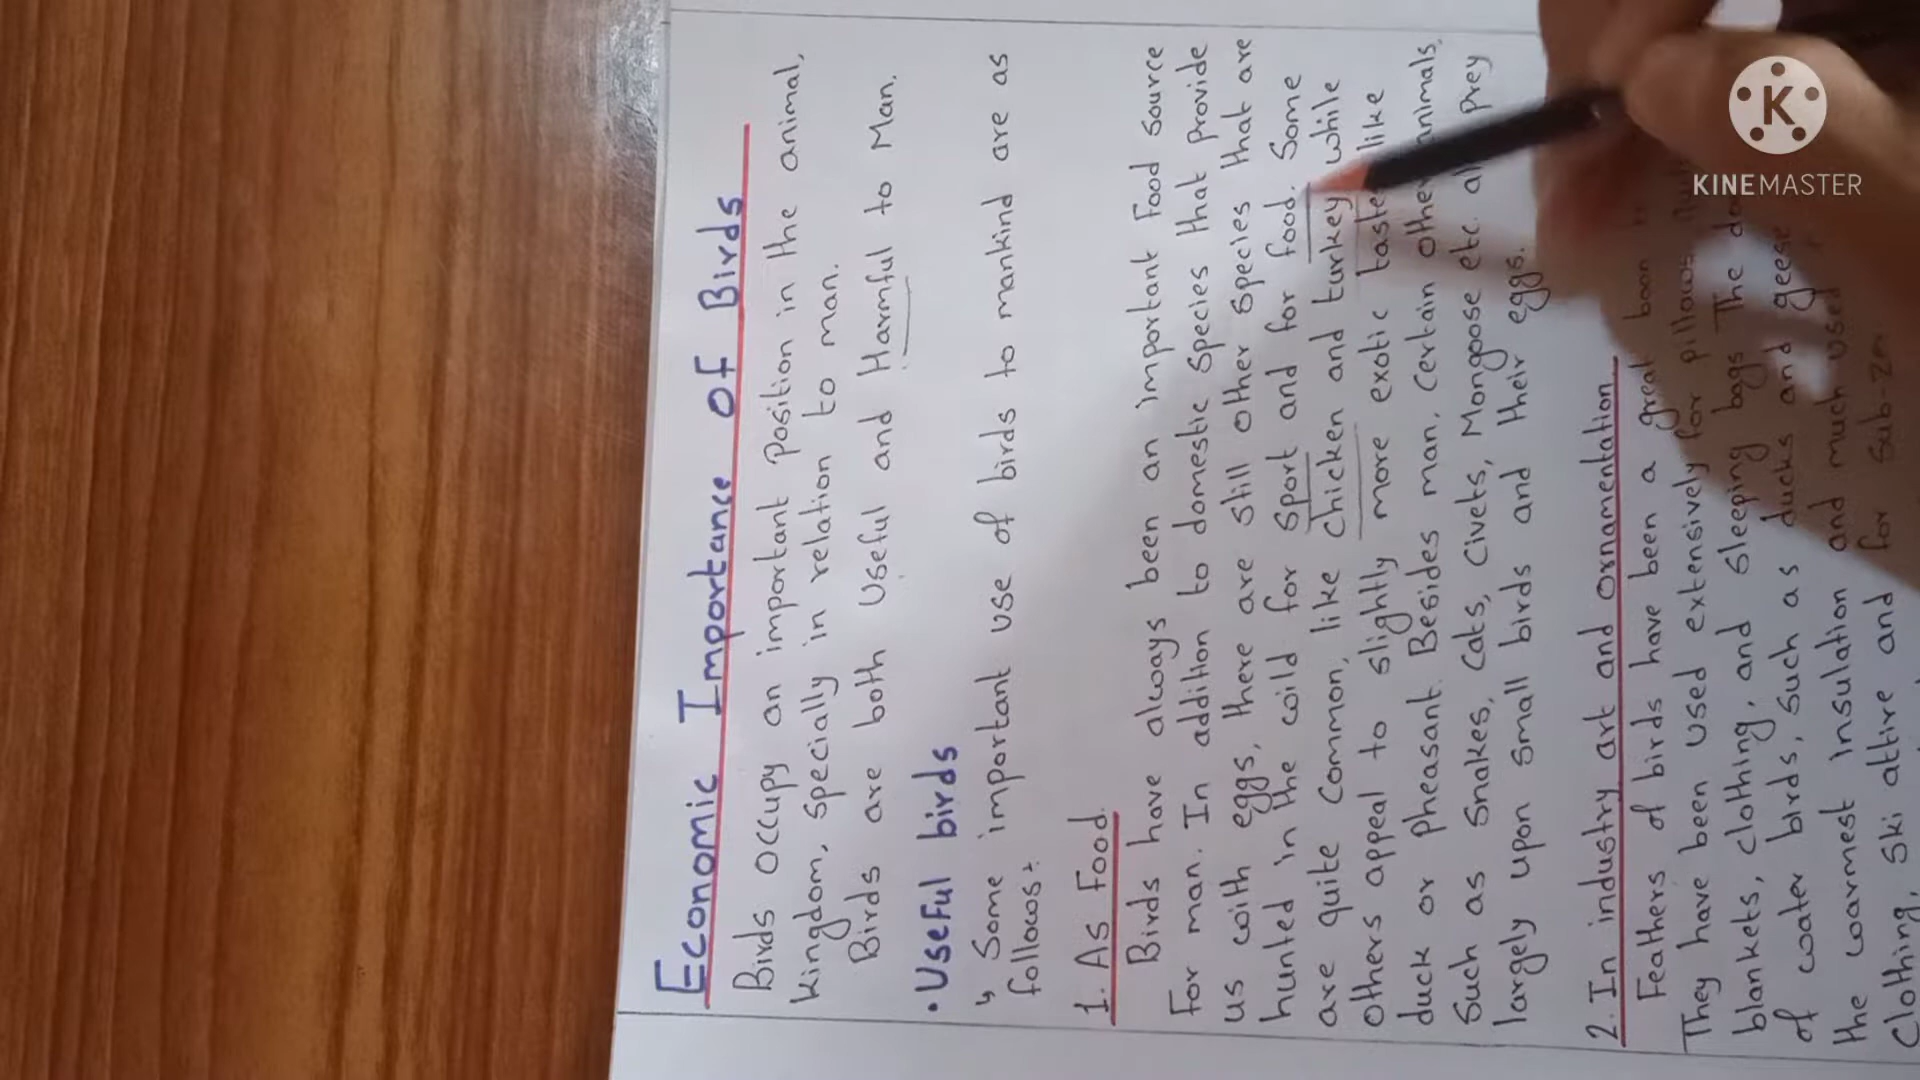 Economic Importance of Birds
Birds occupy an important position in the animal,
kingdom, specially in relation to man.
Birds are both Useful and Harmful to Man.
• Useful birds
↳ Some important use of birds to mankind are as
follows:
1. As Food.
Birds have always been an important Food source
For man. In addition to domestic species that provide
us with eggs, there are still other species that are
hunted in the wild for sport and for food. Some
are quite common, like chicken and turkey while
others appeal to slightly more exotic taste like
duck or pheasant. Besides man, certain other animals,
Such as Snakes, Cats, Civets, Mongoose etc. prey
largely upon small birds and their eggs.
2. In industry art and ornamentation
Feathers of birds have been a great boon
They have been used extensively for pillows
blankets, clothing, and sleeping bags. The
of water birds, such as ducks and geese
the warmest insulation and much used
clothing, ski attire and for sub-
K
KINEMASTER